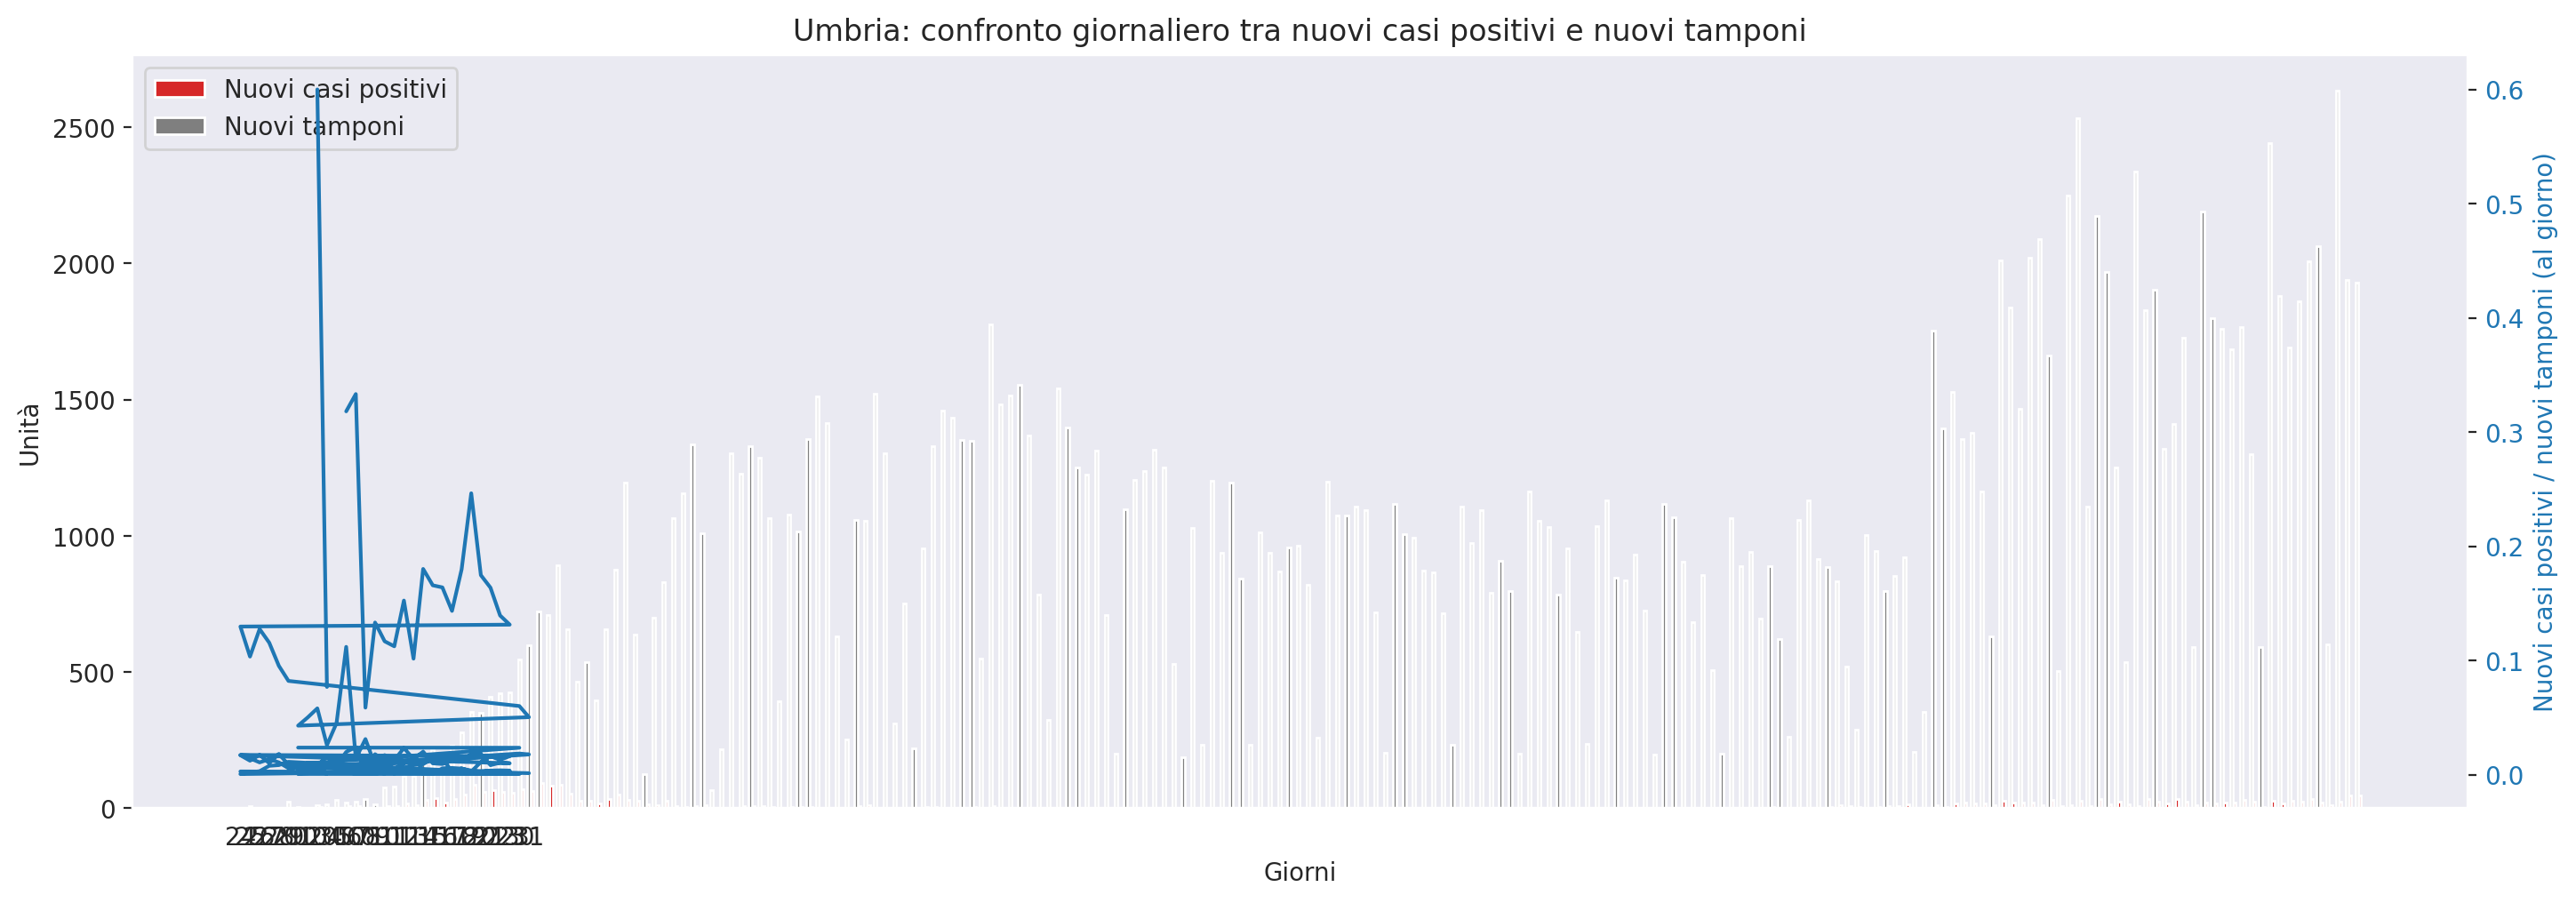 Umbria: confronto giornaliero tra nuovi casi positivi e nuovi tamponi
Nuovi casi positivi
Nuovi tamponi
2500
2000
1500
1000
500
0
Unità
0.6
0.5
0.4
0.3
0.2
0.1
0.0
Nuovi casi positivi / nuovi tamponi (al giorno)
Giorni